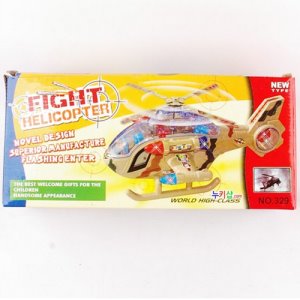 FIGHT
HELICOPTER
NOVEL DESIGN
SUPERIOR MANUFACTURE
FLASHING ENTER
THE BEST WELCOME GIFTS FOR THE
CHILDREN
HANDSOME APPEARANCE
누키샵.com
WORLD HIGH-CLASS
NEW
TYPE
NO:329